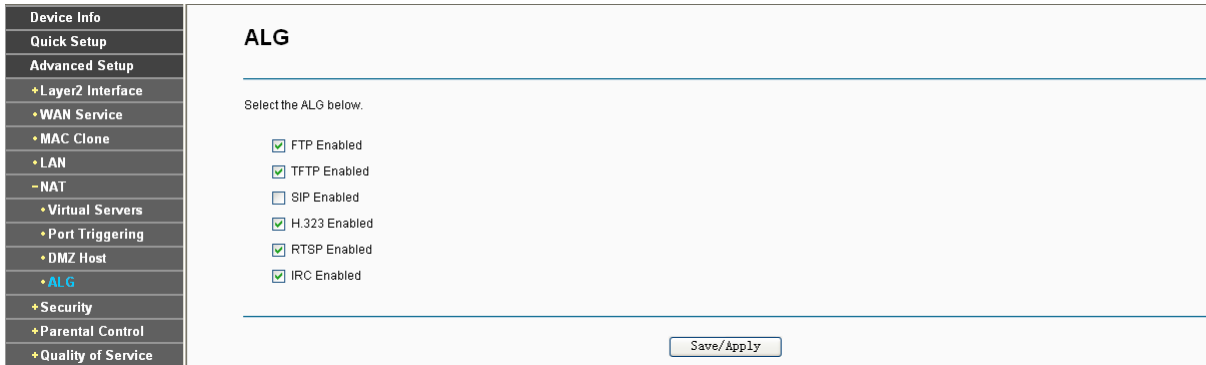 Device Info
Quick Setup
Advanced Setup
+Layer2 Interface
•WAN Service
•MAC Clone
•LAN
−NAT
•Virtual Servers
•Port Triggering
•DMZ Host
•ALG
+Security
+Parental Control
+Quality of Service
ALG
Select the ALG below.
FTP Enabled
TFTP Enabled
SIP Enabled
H.323 Enabled
RTSP Enabled
IRC Enabled
Save/Apply